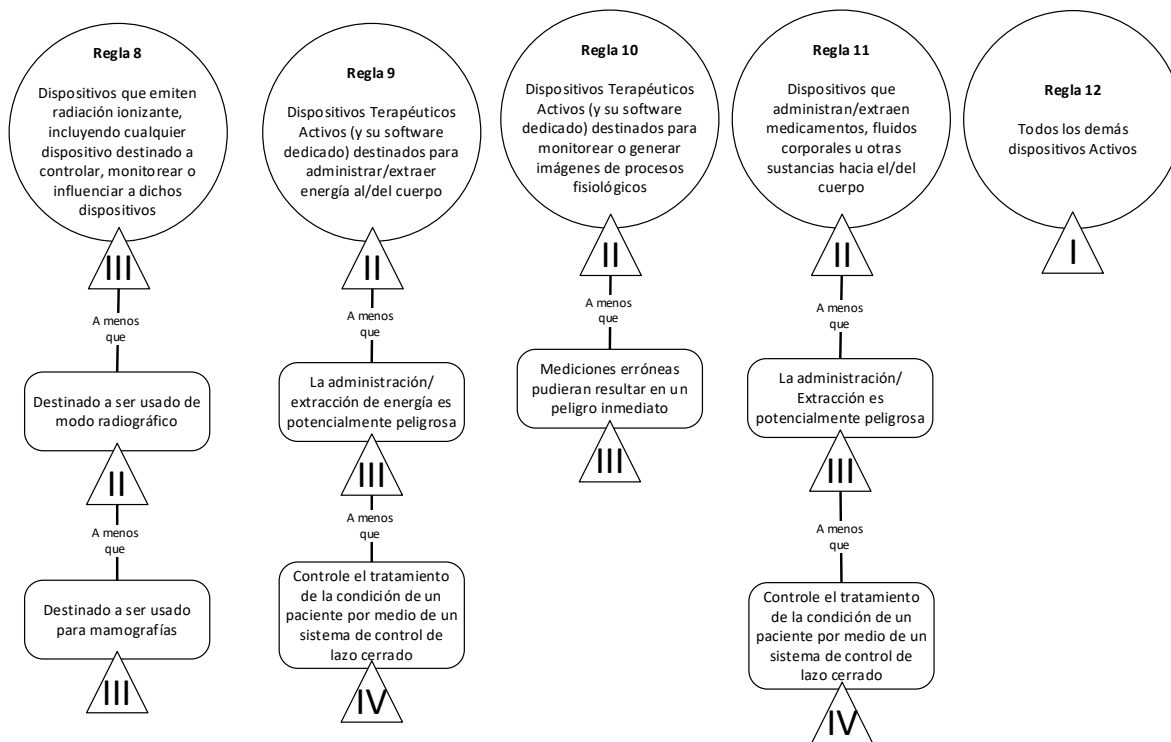 Regla 8
Dispositivos que emiten
radiación ionizante,
incluyendo cualquier
dispositivo destinado a
controlar, monitorear o
influenciar a dichos
dispositivos
III
A menos
que
Destinado a ser usado de
modo radiográfico
II
A menos
que
Destinado a ser usado
para mamografías
III
Regla 9
Dispositivos Terapéuticos
Activos (y su software
dedicado) destinados para
administrar/extraer
energía al/del cuerpo
II
A menos
que
La administración/
extracción de energía es
potencialmente peligrosa
III
A menos
que
Controle el tratamiento
de la condición de un
paciente por medio de un
sistema de control de
lazo cerrado
IV
Regla 10
Dispositivos Terapéuticos
Activos (y su software
dedicado) destinados para
monitorear o generar
imágenes de procesos
fisiológicos
II
A menos
que
Mediciones erróneas
pudieran resultar en un
peligro inmediato
III
Regla 11
Dispositivos que
administran/extraen
medicamentos, fluidos
corporales u otras
sustancias hacia el/del
cuerpo
II
A menos
que
La administración/
Extracción es
potencialmente peligrosa
III
A menos
que
Controle el tratamiento
de la condición de un
paciente por medio de un
sistema de control de
lazo cerrado
IV
Regla 12
Todos los demás
dispositivos Activos
I